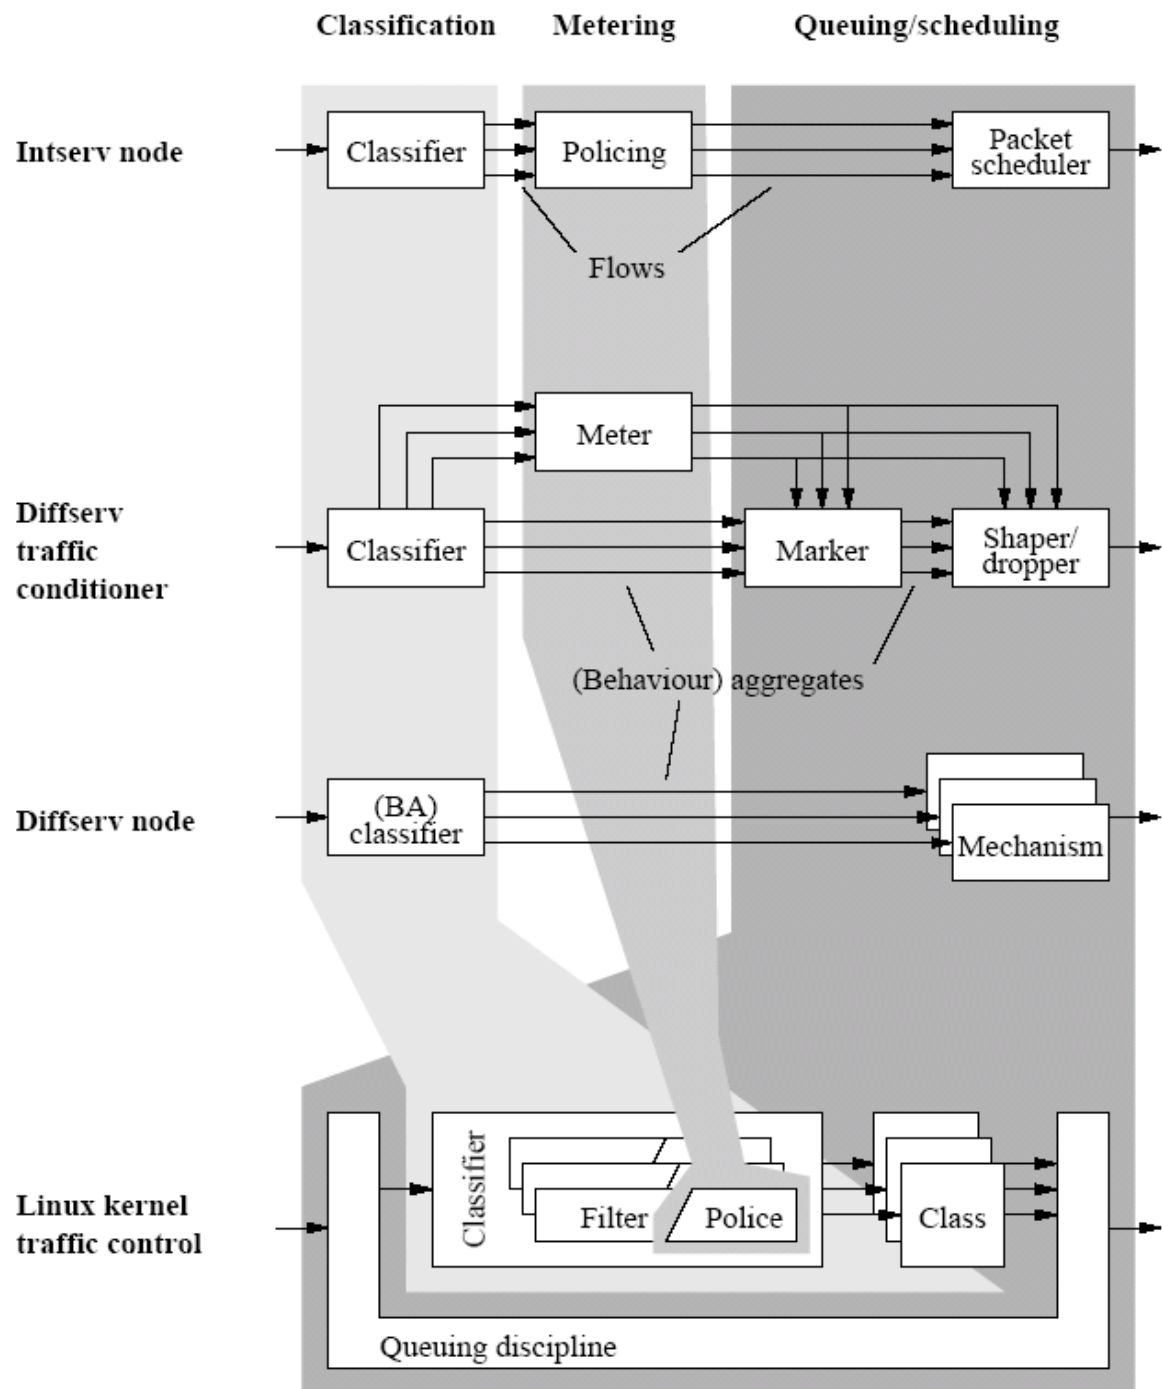 Classification Metering Queuing/scheduling
Intserv node
Classifier
Policing
Packet
scheduler
Flows
Meter
Diffserv
traffic
conditioner
Classifier
Marker
Shaper/
dropper
(Behaviour) aggregates
Diffserv node
(BA)
classifier
Mechanism
Linux kernel
traffic control
Classifier
Filter
Police
Class
Queuing discipline